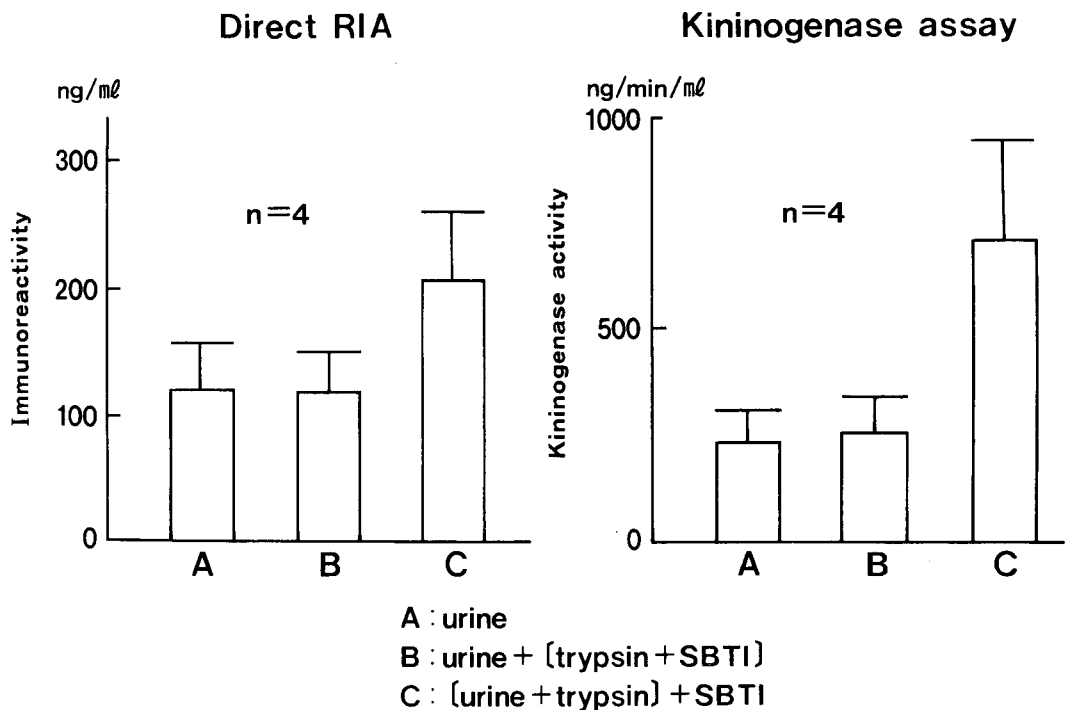 Direct RIA
ng/mℓ
300
200
100
0
Immunoreactivity
n=4
A B C
Kininogenase assay
ng/min/mℓ
1000
500
0
Kininogenase activity
n=4
A B C
A : urine
B : urine + [trypsin + SBTI]
C : [urine + trypsin] + SBTI